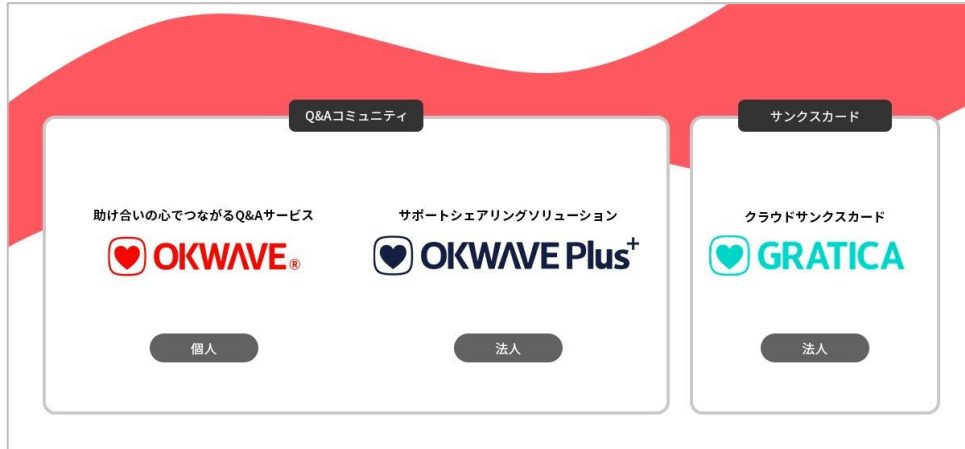 Q&Aコミュニティ
助け合いの心でつながるQ&Aサービス
OKWAVE®
個人
サポートシェアリングソリューション
OKWAVE Plus+
法人
サンクスカード
クラウドサンクスカード
GRATICA
法人